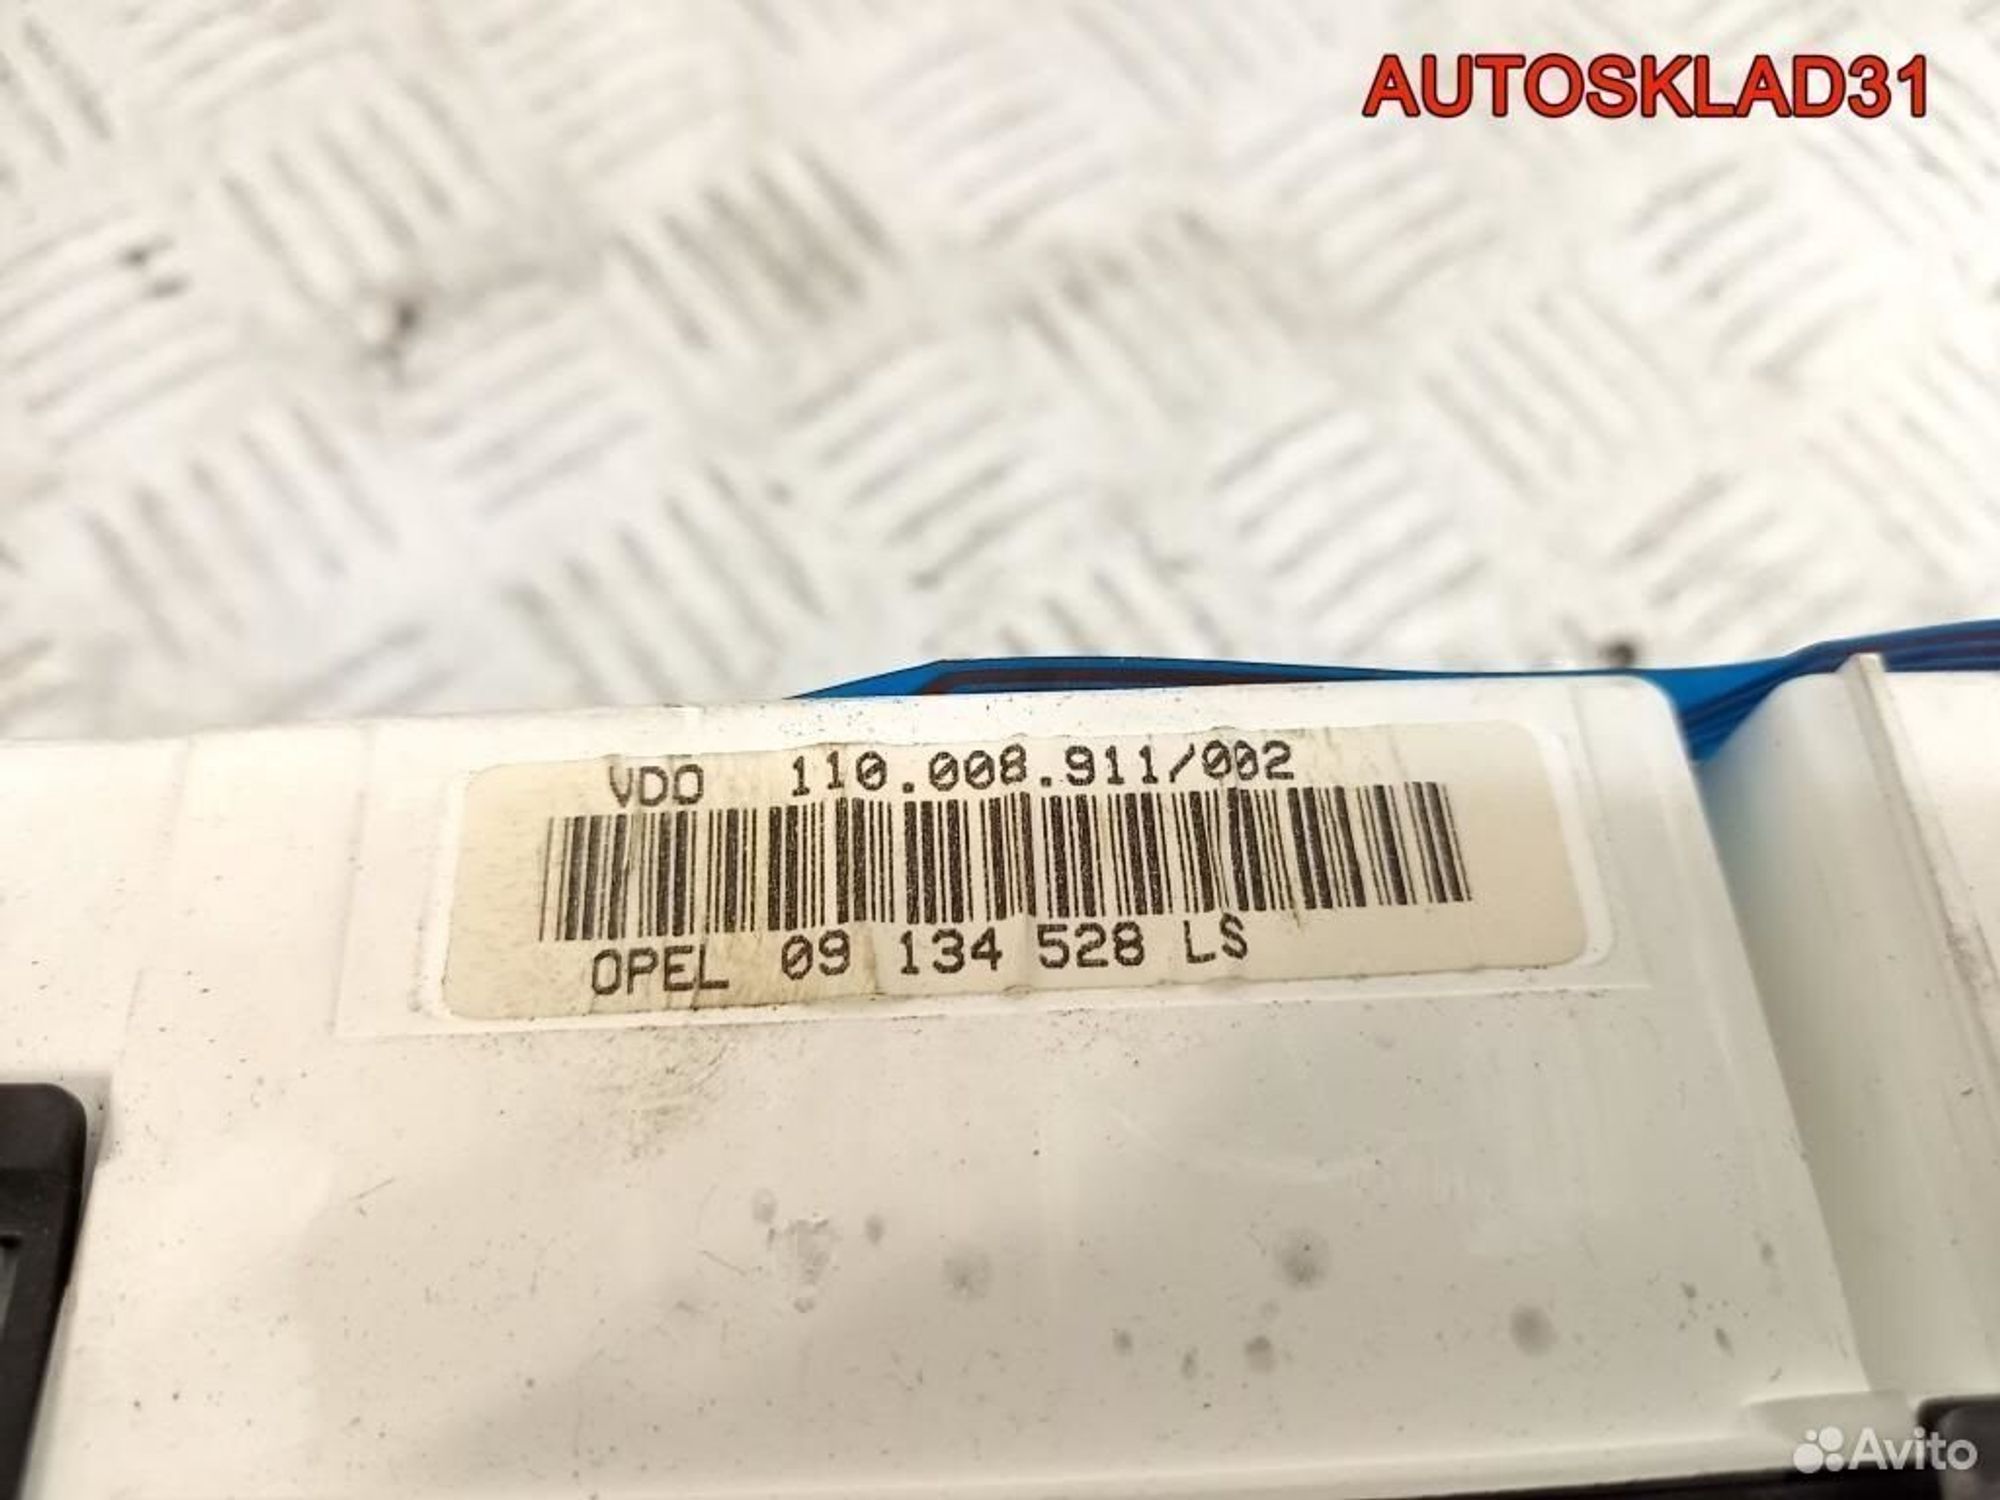 AUTOSKLAD31
VDO 110.008.911/002
OPEL 09 134 528 LS
Avito